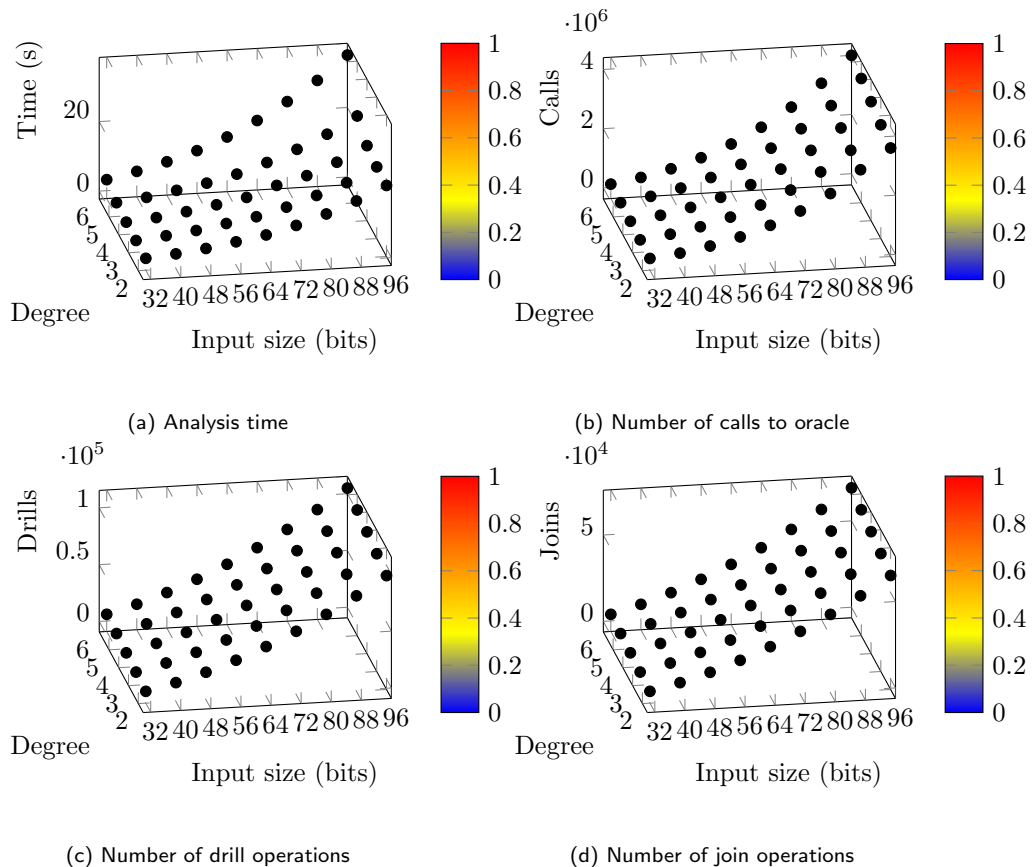 Time (s)
20
0
6
5
4
3
2
Degree
32 40 48 56 64 72 80 88 96
Input size (bits)
1
0.8
0.6
0.4
0.2
0
(a) Analysis time
·10^6
Calls
4
2
0
6
5
4
3
2
Degree
32 40 48 56 64 72 80 88 96
Input size (bits)
1
0.8
0.6
0.4
0.2
0
(b) Number of calls to oracle
·10^5
Drills
1
0.5
0
6
5
4
3
2
Degree
32 40 48 56 64 72 80 88 96
Input size (bits)
1
0.8
0.6
0.4
0.2
0
(c) Number of drill operations
·10^4
Joins
5
0
6
5
4
3
2
Degree
32 40 48 56 64 72 80 88 96
Input size (bits)
1
0.8
0.6
0.4
0.2
0
(d) Number of join operations